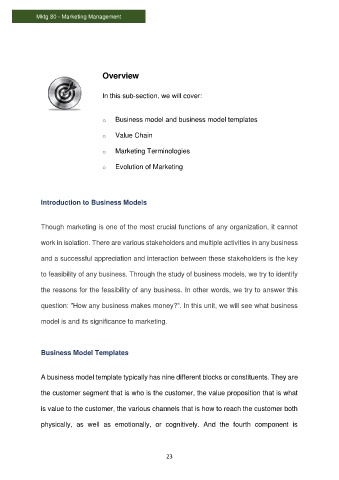 Mktg 80 - Marketing Management
Overview
In this sub-section, we will cover:
o Business model and business model templates
o Value Chain
o Marketing Terminologies
o Evolution of Marketing
Introduction to Business Models
Though marketing is one of the most crucial functions of any organization, it cannot
work in isolation. There are various stakeholders and multiple activities in any business
and a successful appreciation and interaction between these stakeholders is the key
to feasibility of any business. Through the study of business models, we try to identify
the reasons for the feasibility of any business. In other words, we try to answer this
question: "How any business makes money?". In this unit, we will see what business
model is and its significance to marketing.
Business Model Templates
A business model template typically has nine different blocks or constituents. They are
the customer segment that is who is the customer, the value proposition that is what
is value to the customer, the various channels that is how to reach the customer both
physically, as well as emotionally, or cognitively. And the fourth component is
23